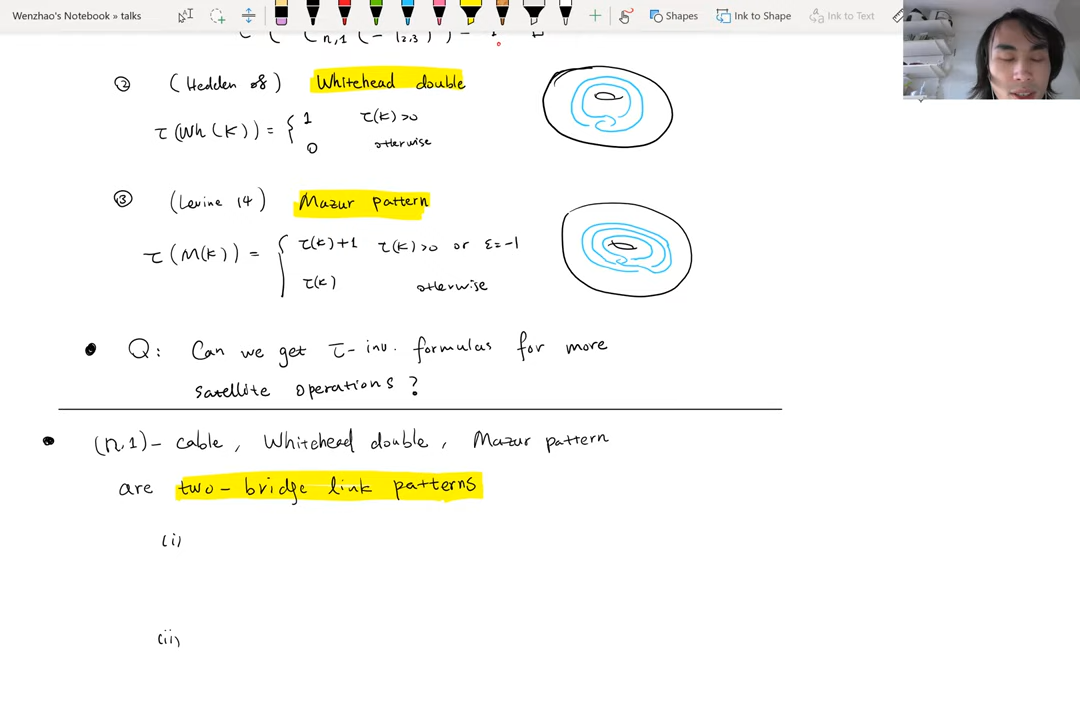 Wenzhao's Notebook » talks
Shapes
Ink to Shape
Ink to Text
② (Hedden 08) Whitehead double
τ(Wh(K)) = { 1 τ(K)>0
0 otherwise
③ (Levine 14) Mazur pattern
τ(M(K)) = { τ(K)+1 τ(K)>0 or ε=-1
τ(K) otherwise
• Q: Can we get τ-inv. formulas for more
satellite operations?
• (n,1)- cable, Whitehead double, Mazur pattern
are two-bridge link patterns
(i)
(ii)